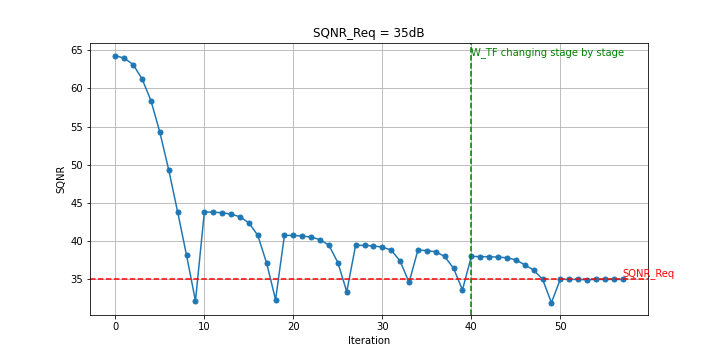 SQNR_Req = 35dB
W_TF changing stage by stage
SQNR_Req
65
60
55
50
45
40
35
SQNR
0
10
20
30
40
50
Iteration